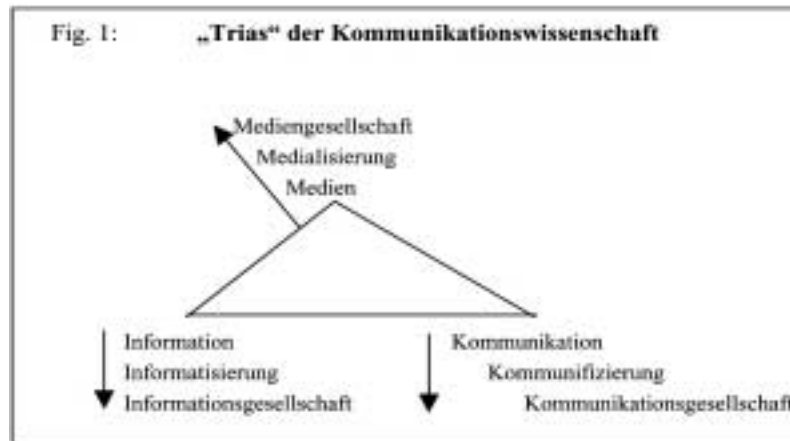 Fig. 1: „Trias“ der Kommunikationswissenschaft
Mediengesellschaft
Medialisierung
Medien
Information
Informatisierung
Informationsgesellschaft
Kommunikation
Kommunifizierung
Kommunikationsgesellschaft